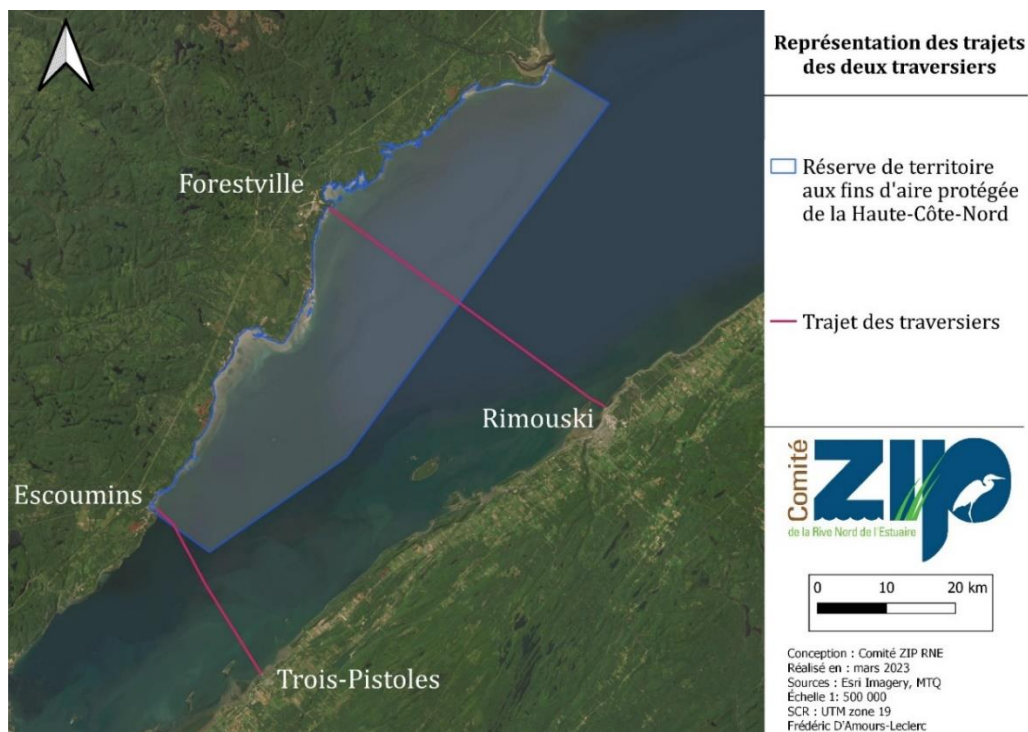 Forestville
Rimouski
Escoumins
Trois-Pistoles
Représentation des trajets
des deux traversiers
Réserve de territoire
aux fins d'aire protégée
de la Haute-Côte-Nord
Trajet des traversiers
Comité
ZIP
de la Rive Nord de l'Estuaire
0 10 20 km
Conception : Comité ZIP RNE
Réalisé en : mars 2023
Sources : Esri Imagery, MTQ
Échelle 1: 500 000
SCR : UTM zone 19
Frédéric D'Amours-Leclerc